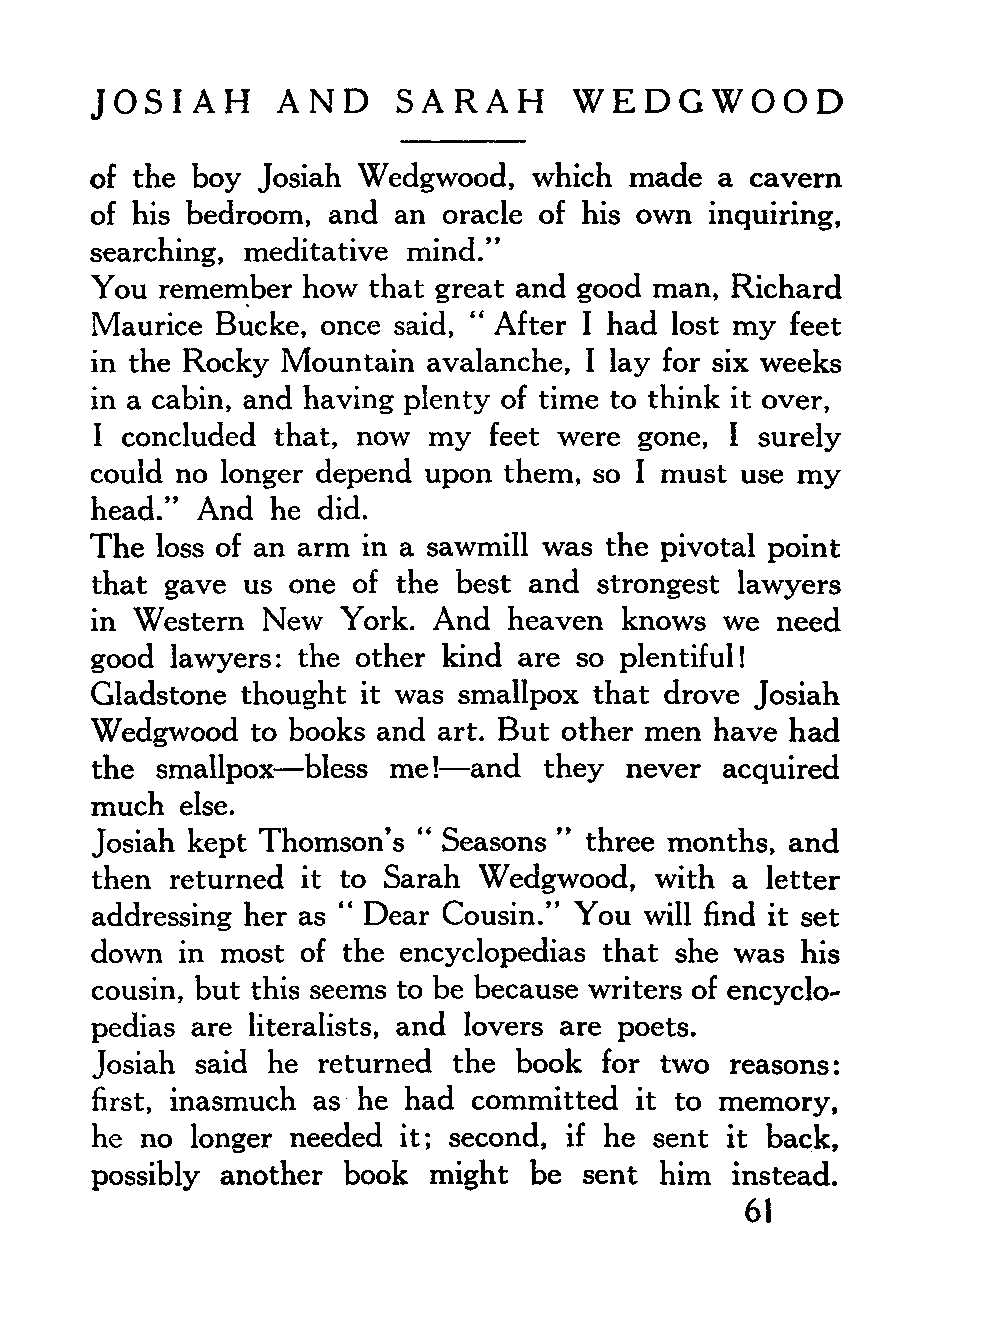 JOSIAH AND SARAH WEDGWOOD
of the boy Josiah Wedgwood, which made a cavern
of his bedroom, and an oracle of his own inquiring,
searching, meditative mind."
You remember how that great and good man, Richard
Maurice Bucke, once said, " After I had lost my feet
in the Rocky Mountain avalanche, I lay for six weeks
in a cabin, and having plenty of time to think it over,
I concluded that, now my feet were gone, I surely
could no longer depend upon them, so I must use my
head." And he did.
The loss of an arm in a sawmill was the pivotal point
that gave us one of the best and strongest lawyers
in Western New York. And heaven knows we need
good lawyers: the other kind are so plentiful!
Gladstone thought it was smallpox that drove Josiah
Wedgwood to books and art. But other men have had
the smallpox—bless me!—and they never acquired
much else.
Josiah kept Thomson's " Seasons " three months, and
then returned it to Sarah Wedgwood, with a letter
addressing her as " Dear Cousin." You will find it set
down in most of the encyclopedias that she was his
cousin, but this seems to be because writers of encyclo-
pedias are literalists, and lovers are poets.
Josiah said he returned the book for two reasons:
first, inasmuch as he had committed it to memory,
he no longer needed it; second, if he sent it back,
possibly another book might be sent him instead.
61